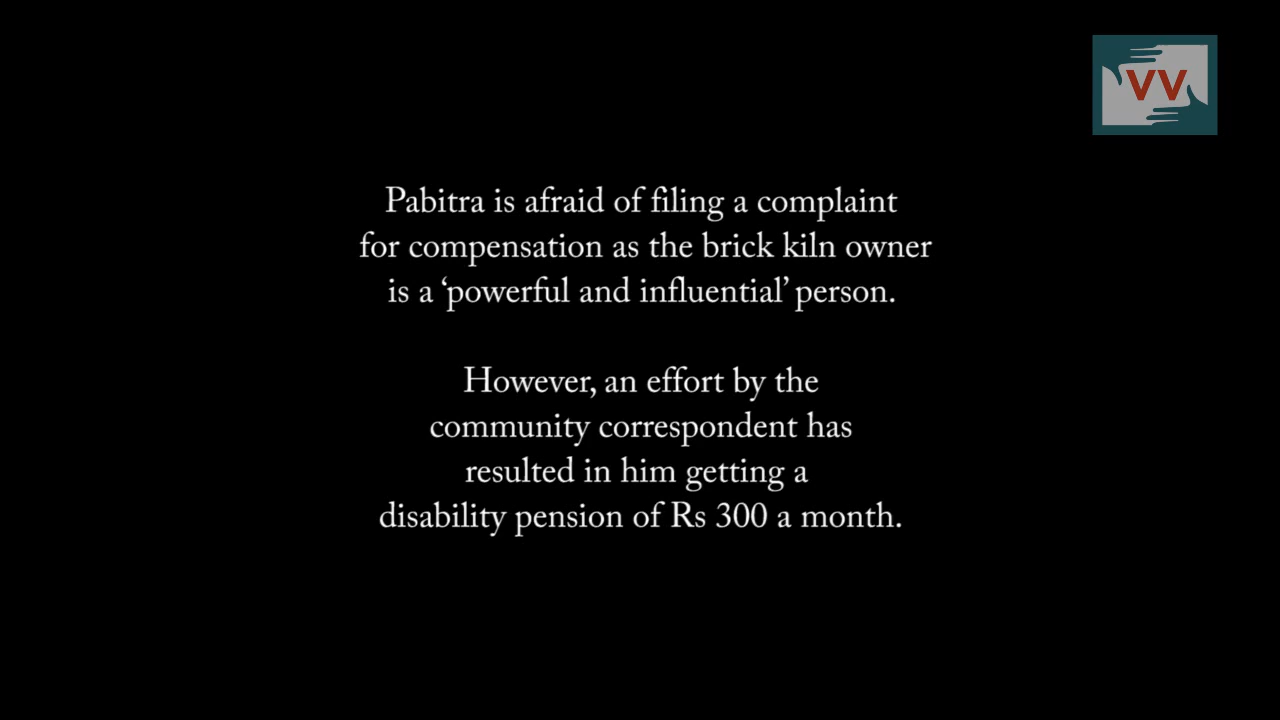 VV
Pabitra is afraid of filing a complaint
for compensation as the brick kiln owner
is a ‘powerful and influential’ person.
However, an effort by the
community correspondent has
resulted in him getting a
disability pension of Rs 300 a month.